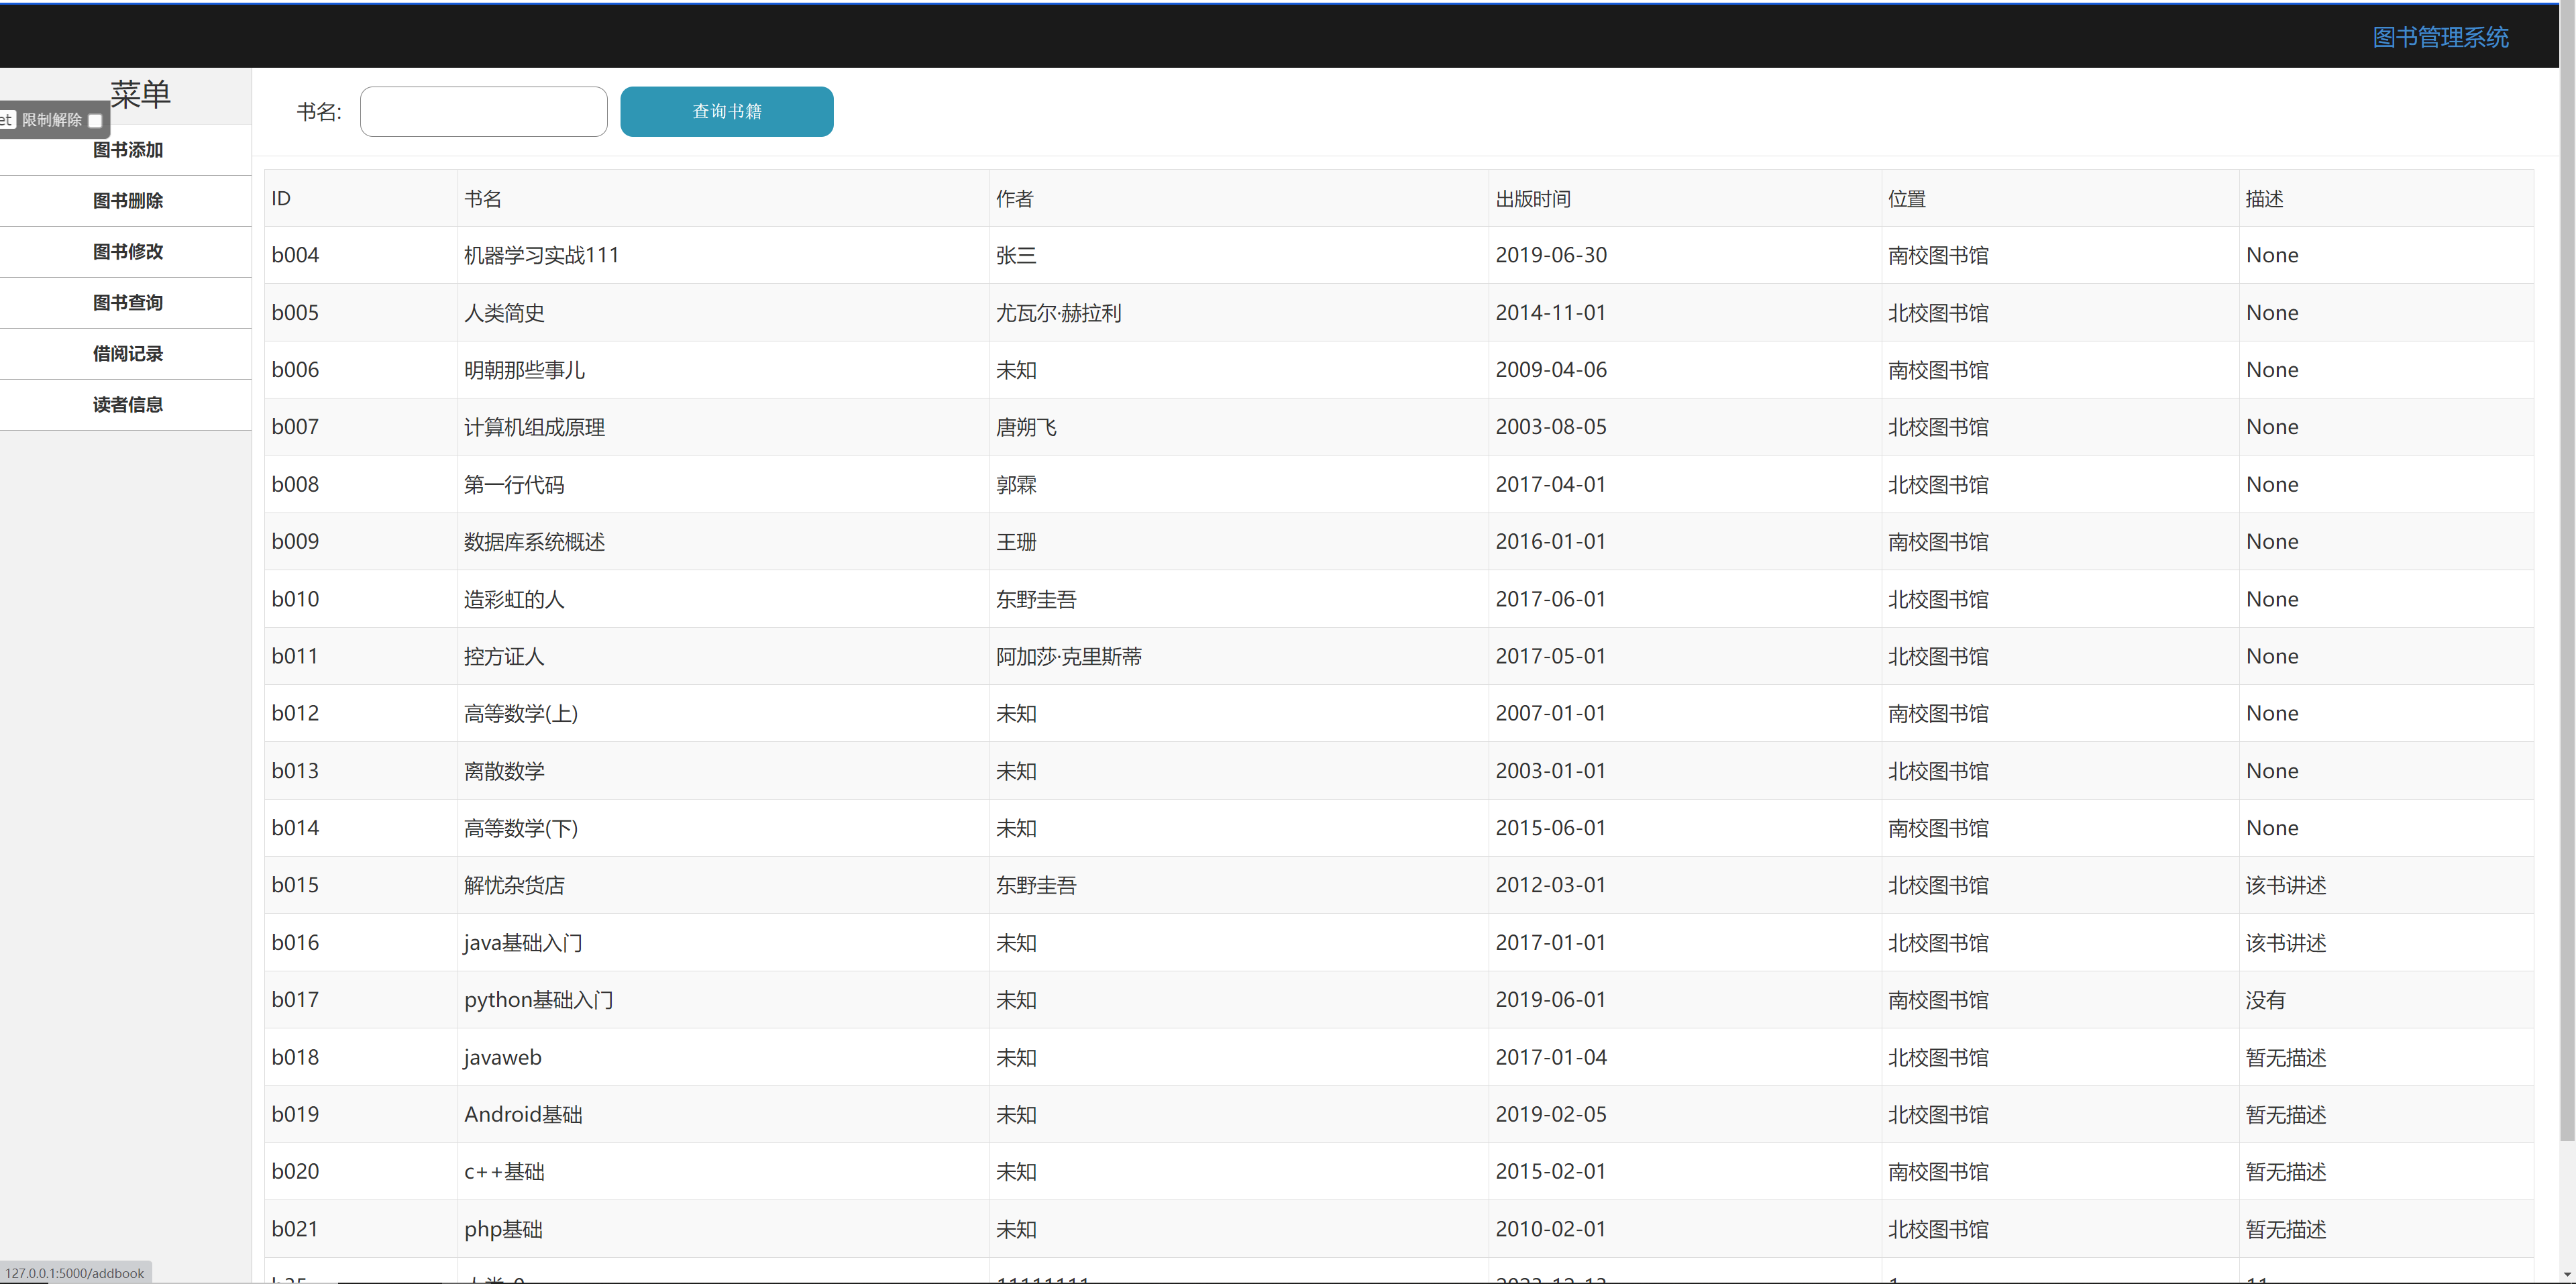 图书管理系统
菜单
et 限制解除
图书添加
图书删除
图书修改
图书查询
借阅记录
读者信息
书名: 查询书籍
ID 书名 作者 出版时间 位置 描述
b004 机器学习实战111 张三 2019-06-30 南校图书馆 None
b005 人类简史 尤瓦尔·赫拉利 2014-11-01 北校图书馆 None
b006 明朝那些事儿 未知 2009-04-06 南校图书馆 None
b007 计算机组成原理 唐朔飞 2003-08-05 北校图书馆 None
b008 第一行代码 郭霖 2017-04-01 北校图书馆 None
b009 数据库系统概述 王珊 2016-01-01 南校图书馆 None
b010 造彩虹的人 东野圭吾 2017-06-01 北校图书馆 None
b011 控方证人 阿加莎·克里斯蒂 2017-05-01 北校图书馆 None
b012 高等数学(上) 未知 2007-01-01 南校图书馆 None
b013 离散数学 未知 2003-01-01 北校图书馆 None
b014 高等数学(下) 未知 2015-06-01 南校图书馆 None
b015 解忧杂货店 东野圭吾 2012-03-01 北校图书馆 该书讲述
b016 java基础入门 未知 2017-01-01 北校图书馆 该书讲述
b017 python基础入门 未知 2019-06-01 南校图书馆 没有
b018 javaweb 未知 2017-01-04 北校图书馆 暂无描述
b019 Android基础 未知 2019-02-05 北校图书馆 暂无描述
b020 c++基础 未知 2015-02-01 南校图书馆 暂无描述
b021 php基础 未知 2010-02-01 北校图书馆 暂无描述
127.0.0.1:5000/addbook